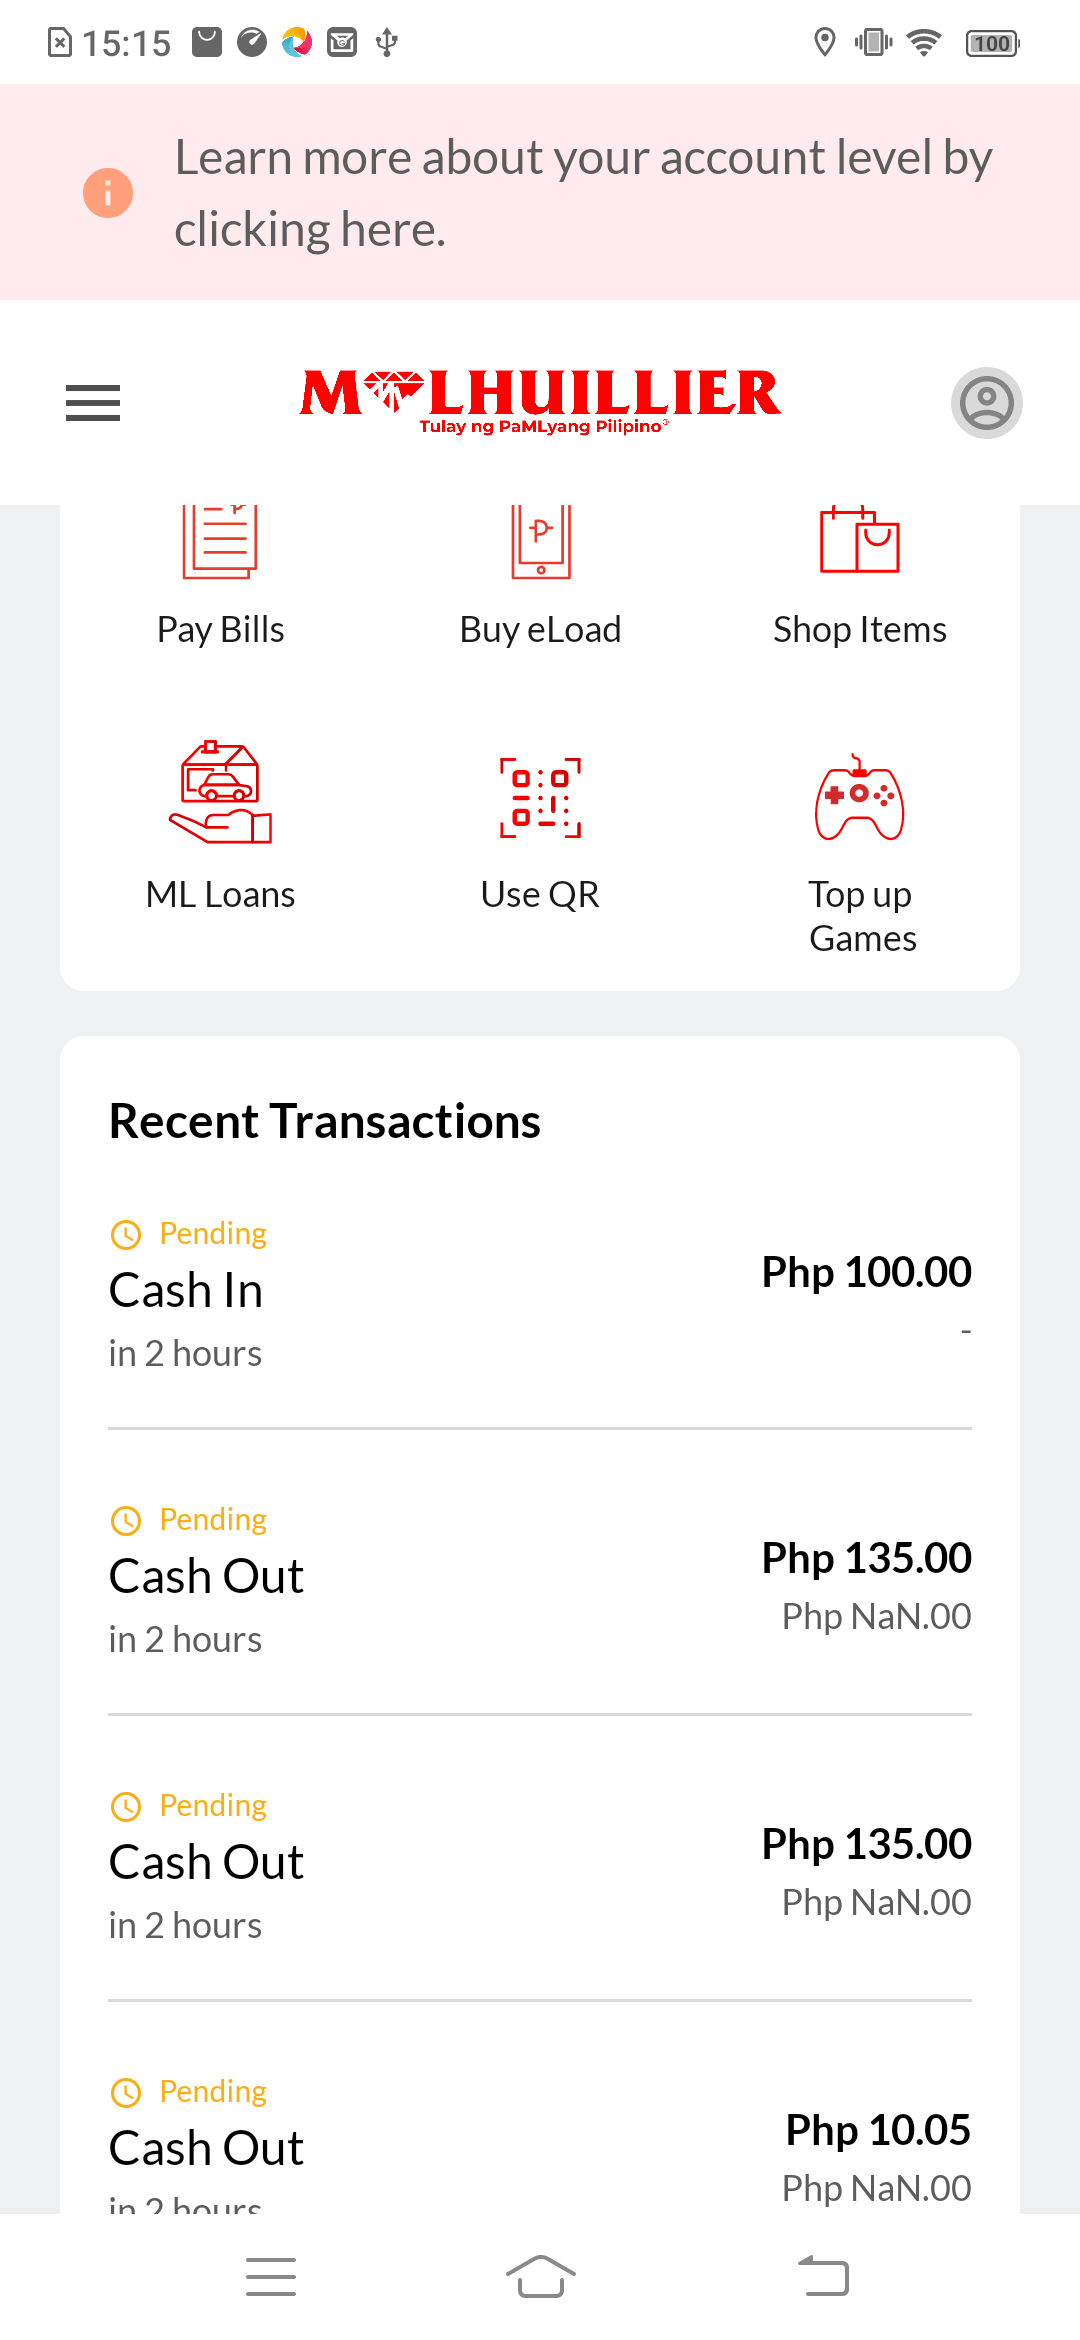 15:15
100
Learn more about your account level by
clicking here.
M LHUILLIER
Tulay ng PaMLyang Pilipino®
Pay Bills
Buy eLoad
Shop Items
ML Loans
Use QR
Top up
Games
Recent Transactions
Pending
Cash In
Php 100.00
-
in 2 hours
Pending
Cash Out
Php 135.00
Php NaN.00
in 2 hours
Pending
Cash Out
Php 135.00
Php NaN.00
in 2 hours
Pending
Cash Out
Php 10.05
Php NaN.00
in 2 hours